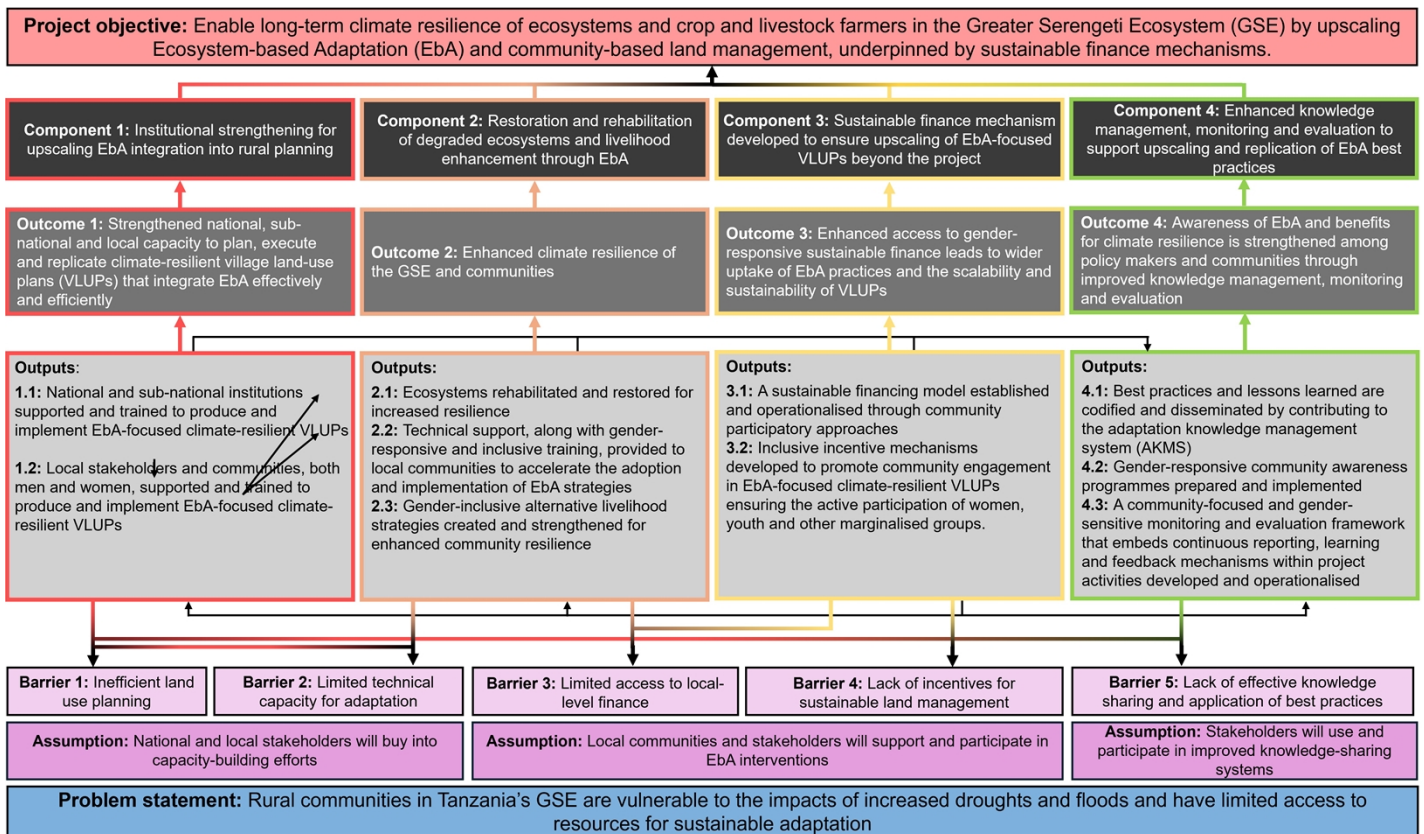 Project objective: Enable long-term climate resilience of ecosystems and crop and livestock farmers in the Greater Serengeti Ecosystem (GSE) by upscaling
Ecosystem-based Adaptation (EbA) and community-based land management, underpinned by sustainable finance mechanisms.
Component 1: Institutional strengthening for
upscaling EbA integration into rural planning
Component 2: Restoration and rehabilitation
of degraded ecosystems and livelihood
enhancement through EbA
Component 3: Sustainable finance mechanism
developed to ensure upscaling of EbA-focused
VLUPs beyond the project
Component 4: Enhanced knowledge
management, monitoring and evaluation to
support upscaling and replication of EbA best
practices
Outcome 1: Strengthened national, sub-
national and local capacity to plan, execute
and replicate climate-resilient village land-use
plans (VLUPs) that integrate EbA effectively
and efficiently
Outcome 2: Enhanced climate resilience of
the GSE and communities
Outcome 3: Enhanced access to gender-
responsive sustainable finance leads to wider
uptake of EbA practices and the scalability and
sustainability of VLUPs
Outcome 4: Awareness of EbA and benefits
for climate resilience is strengthened among
policy makers and communities through
improved knowledge management, monitoring
and evaluation
Outputs:
1.1: National and sub-national institutions
supported and trained to produce and
implement EbA-focused climate-resilient VLUPs
1.2: Local stakeholders and communities, both
men and women, supported and trained to
produce and implement EbA-focused climate-
resilient VLUPs
Outputs:
2.1: Ecosystems rehabilitated and restored for
increased resilience
2.2: Technical support, along with gender-
responsive and inclusive training, provided to
local communities to accelerate the adoption
and implementation of EbA strategies
2.3: Gender-inclusive alternative livelihood
strategies created and strengthened for
enhanced community resilience
Outputs:
3.1: A sustainable financing model established
and operationalised through community
participatory approaches
3.2: Inclusive incentive mechanisms
developed to promote community engagement
in EbA-focused climate-resilient VLUPs
ensuring the active participation of women,
youth and other marginalised groups.
Outputs:
4.1: Best practices and lessons learned are
codified and disseminated by contributing to
the adaptation knowledge management
system (AKMS)
4.2: Gender-responsive community awareness
programmes prepared and implemented
4.3: A community-focused and gender-
sensitive monitoring and evaluation framework
that embeds continuous reporting, learning
and feedback mechanisms within project
activities developed and operationalised
Barrier 1: Inefficient land
use planning
Barrier 2: Limited technical
capacity for adaptation
Barrier 3: Limited access to local-
level finance
Barrier 4: Lack of incentives for
sustainable land management
Barrier 5: Lack of effective knowledge
sharing and application of best practices
Assumption: National and local stakeholders will buy into
capacity-building efforts
Assumption: Local communities and stakeholders will support and participate in
EbA interventions
Assumption: Stakeholders will use and
participate in improved knowledge-sharing
systems
Problem statement: Rural communities in Tanzania's GSE are vulnerable to the impacts of increased droughts and floods and have limited access to
resources for sustainable adaptation